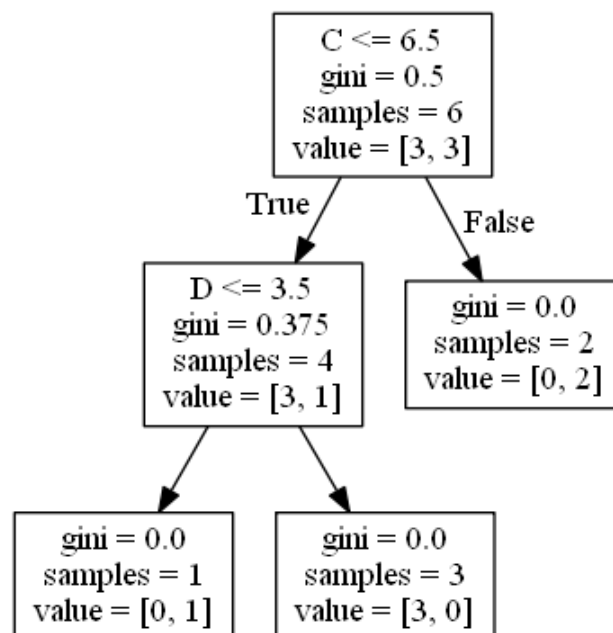 C <= 6.5
gini = 0.5
samples = 6
value = [3, 3]
True
False
D <= 3.5
gini = 0.375
samples = 4
value = [3, 1]
gini = 0.0
samples = 2
value = [0, 2]
gini = 0.0
samples = 1
value = [0, 1]
gini = 0.0
samples = 3
value = [3, 0]